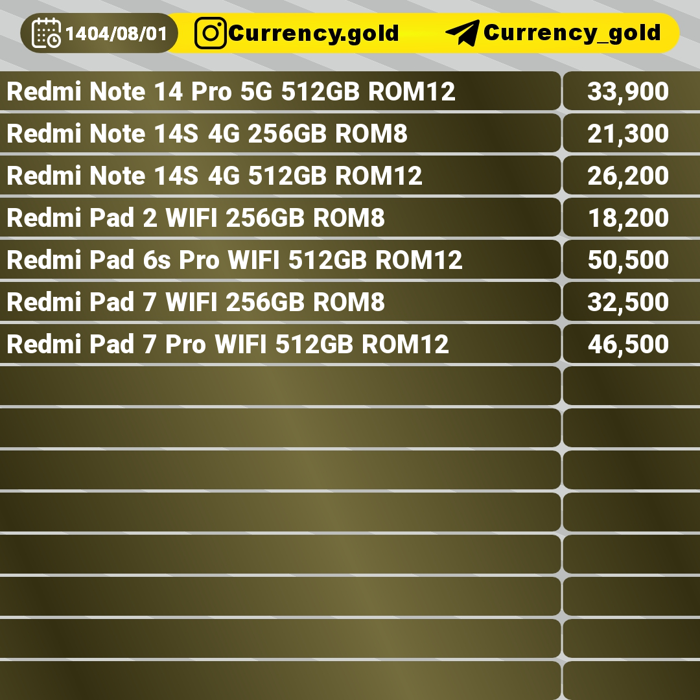 1404/08/01 Currency.gold Currency_gold
Redmi Note 14 Pro 5G 512GB ROM12 33,900
Redmi Note 14S 4G 256GB ROM8 21,300
Redmi Note 14S 4G 512GB ROM12 26,200
Redmi Pad 2 WIFI 256GB ROM8 18,200
Redmi Pad 6s Pro WIFI 512GB ROM12 50,500
Redmi Pad 7 WIFI 256GB ROM8 32,500
Redmi Pad 7 Pro WIFI 512GB ROM12 46,500